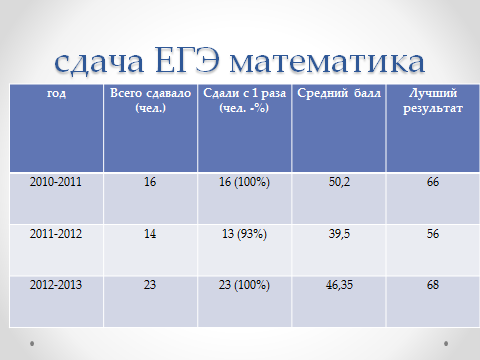 сдача ЕГЭ математика
год Всего сдавало (чел.) Сдали с 1 раза (чел. -%) Средний балл Лучший результат
2010-2011 16 16 (100%) 50,2 66
2011-2012 14 13 (93%) 39,5 56
2012-2013 23 23 (100%) 46,35 68